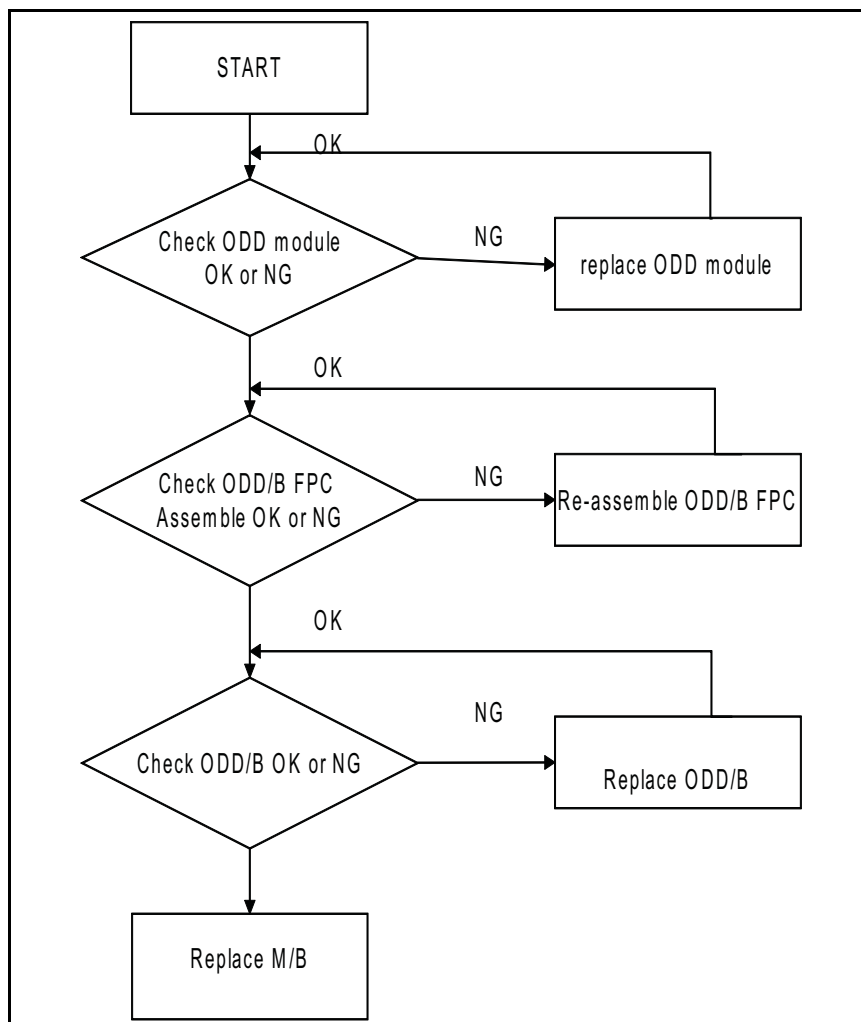 START
OK
Check ODD module
OK or NG
NG
replace ODD module
OK
Check ODD/B FPC
Assemble OK or NG
NG
Re-assemble ODD/B FPC
OK
Check ODD/B OK or NG
NG
Replace ODD/B
Replace M/B